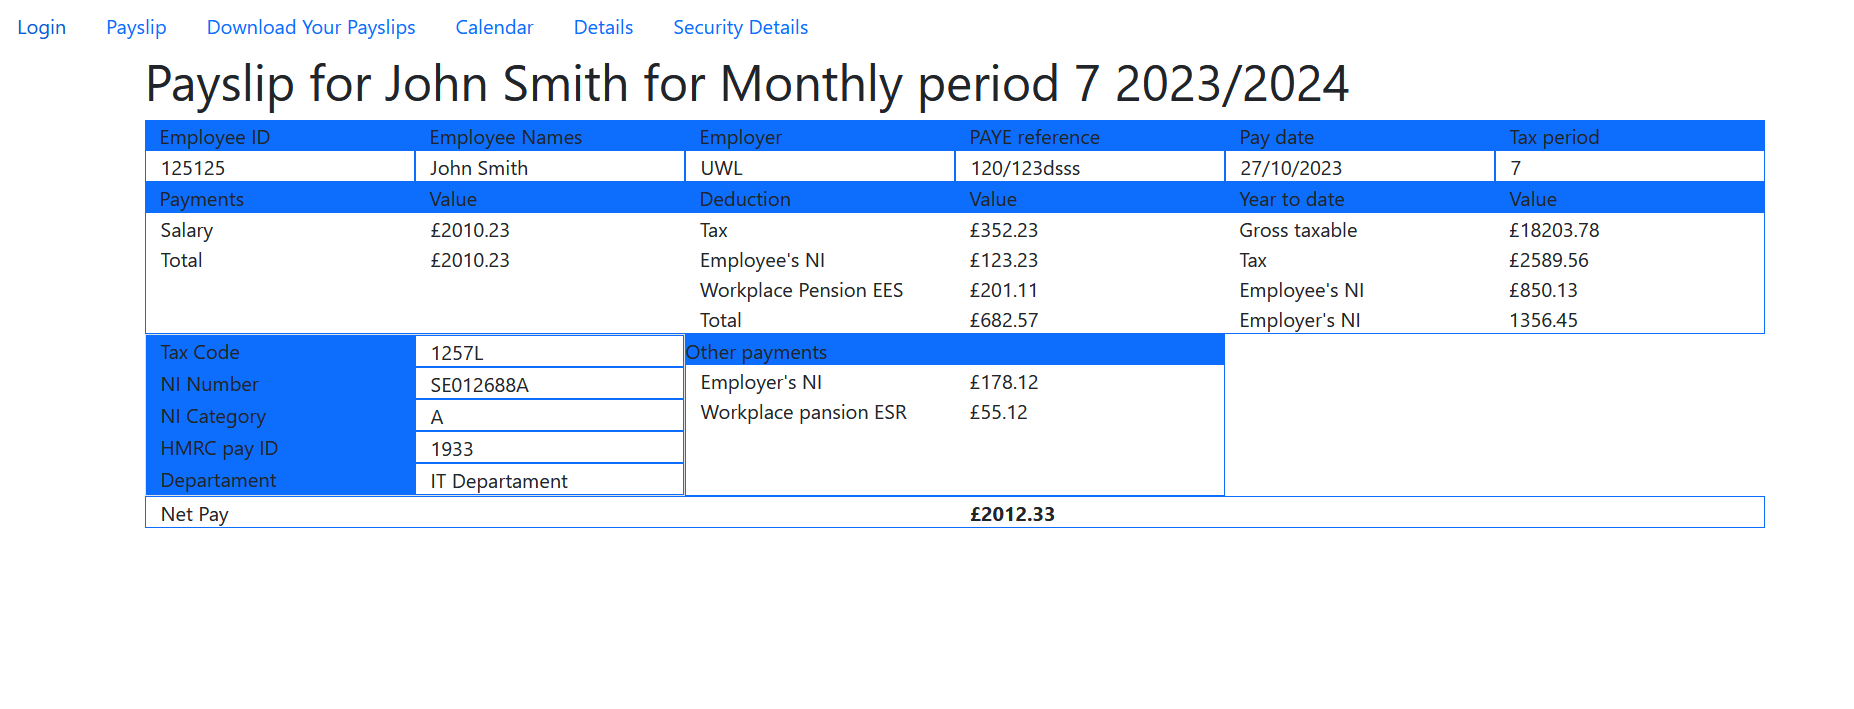 Login Payslip Download Your Payslips Calendar Details Security Details
Payslip for John Smith for Monthly period 7 2023/2024
Employee ID Employee Names Employer PAYE reference Pay date Tax period
125125 John Smith UWL 120/123dsss 27/10/2023 7
Payments Value Deduction Value Year to date Value
Salary £2010.23 Tax £352.23 Gross taxable £18203.78
Total £2010.23 Employee's NI £123.23 Tax £2589.56
Workplace Pension EES £201.11 Employee's NI £850.13
Total £682.57 Employer's NI 1356.45
Tax Code 1257L Other payments
NI Number SE012688A Employer's NI £178.12
NI Category A Workplace pansion ESR £55.12
HMRC pay ID 1933
Departament IT Departament
Net Pay £2012.33